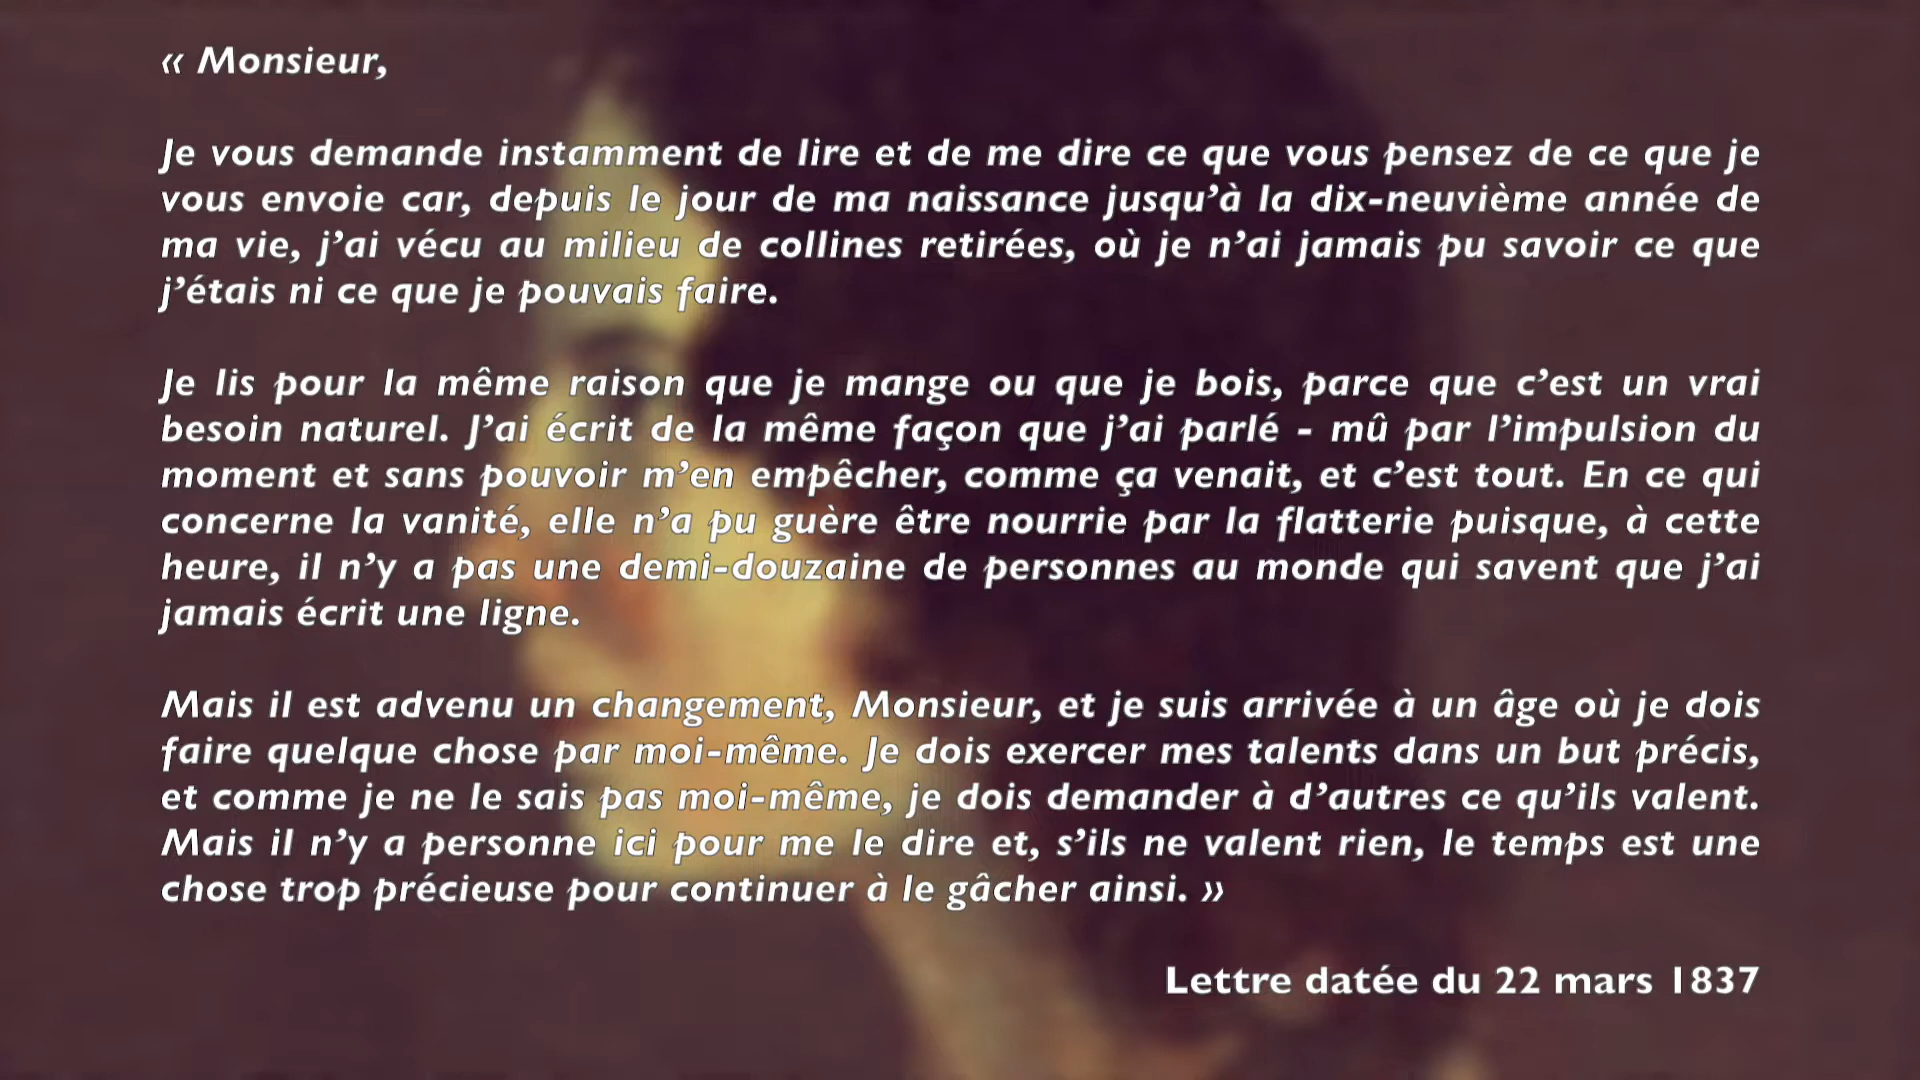 « Monsieur,
Je vous demande instamment de lire et de me dire ce que vous pensez de ce que je
vous envoie car, depuis le jour de ma naissance jusqu’à la dix-neuvième année de
ma vie, j’ai vécu au milieu de collines retirées, où je n’ai jamais pu savoir ce que
j’étais ni ce que je pouvais faire.
Je lis pour la même raison que je mange ou que je bois, parce que c’est un vrai
besoin naturel. J’ai écrit de la même façon que j’ai parlé - mû par l’impulsion du
moment et sans pouvoir m’en empêcher, comme ça venait, et c’est tout. En ce qui
concerne la vanité, elle n’a pu guère être nourrie par la flatterie puisque, à cette
heure, il n’y a pas une demi-douzaine de personnes au monde qui savent que j’ai
jamais écrit une ligne.
Mais il est advenu un changement, Monsieur, et je suis arrivée à un âge où je dois
faire quelque chose par moi-même. Je dois exercer mes talents dans un but précis,
et comme je ne le sais pas moi-même, je dois demander à d’autres ce qu’ils valent.
Mais il n’y a personne ici pour me le dire et, s’ils ne valent rien, le temps est une
chose trop précieuse pour continuer à le gâcher ainsi. »
Lettre datée du 22 mars 1837